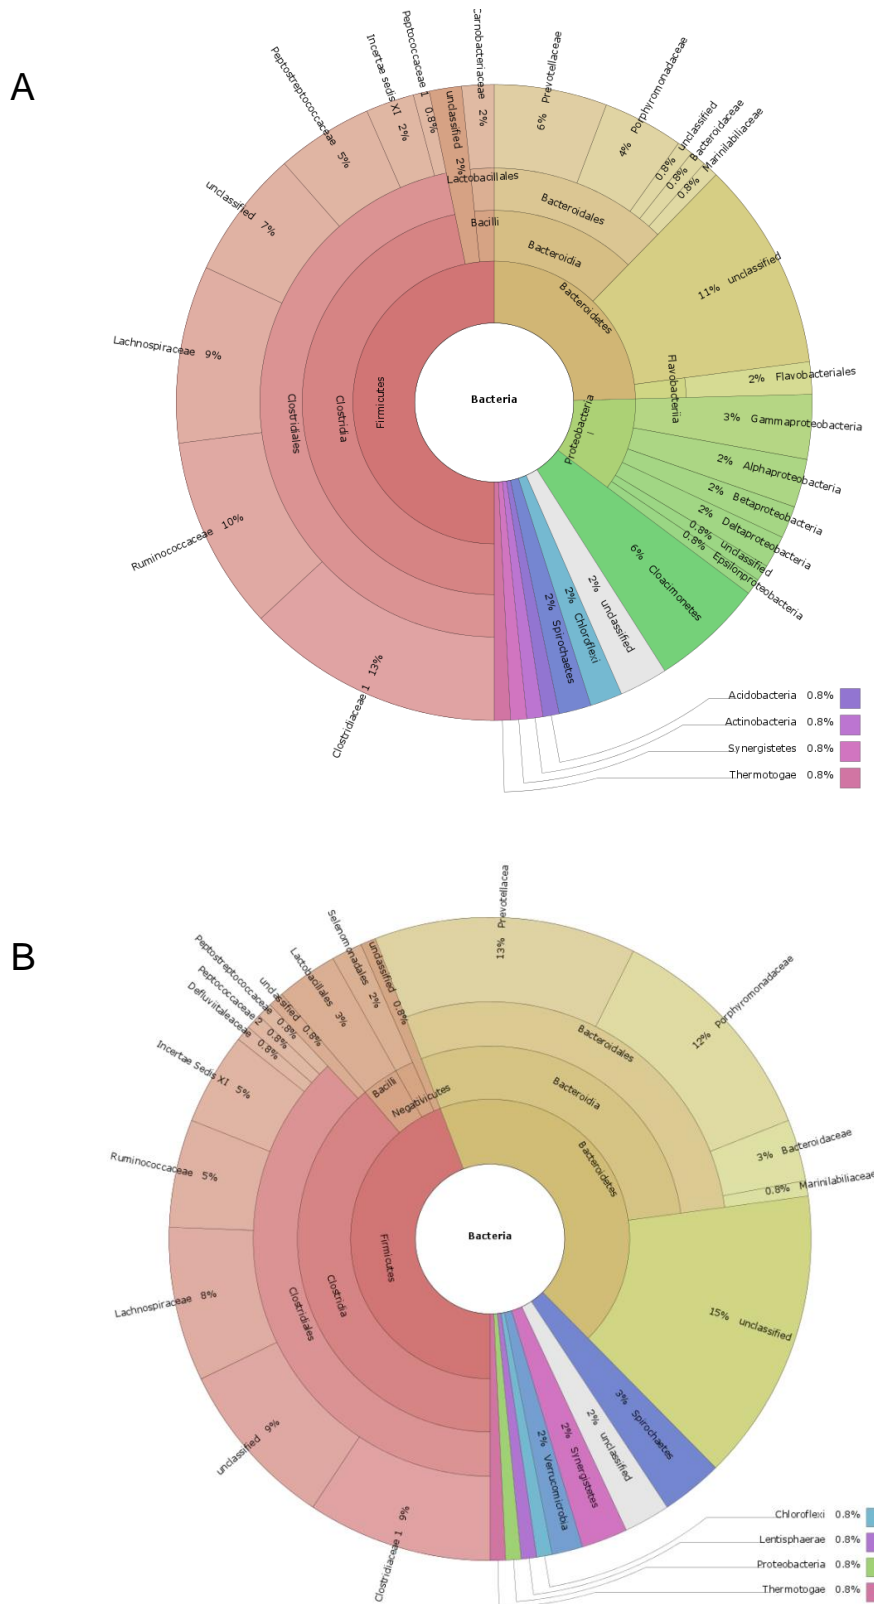 A
Carnobacteriaceae 2%
Peptococcaceae 1 0.8%
unclassified 2%
Incertae sedis XI 2%
Peptostreptococcaceae 5%
unclassified 7%
Lachnospiraceae 9%
Ruminococcaceae 10%
Clostridiaceae 1 13%
6% Prevotellaceae
4% Porphyromonadaceae
0.8% unclassified
0.8% Bacteroidaceae
0.8% Marinilabiliaceae
11% unclassified
2% Flavobacteriales
3% Gammaproteobacteria
2% Alphaproteobacteria
2% Betaproteobacteria
2% Deltaproteobacteria
0.8% unclassified
0.8% Epsilonproteobacteria
6% Cloacimonetes
2% unclassified
2% Chloroflexi
2% Spirochaetes
Lactobacillales
Bacilli
Bacteroidales
Bacteroidia
Bacteroidetes
Flavobacteria
Proteobacteria
Firmicutes
Clostridia
Clostridiales
Bacteria
Acidobacteria 0.8%
Actinobacteria 0.8%
Synergistetes 0.8%
Thermotogae 0.8%
B
13% Prevotellacea
12% Porphyromonadaceae
3% Bacteroidaceae
0.8% Marinilabiliaceae
15% unclassified
3% Spirochaetes
2% unclassified
2% Synergistetes
2% Verrucomicrobia
unclassified 0.8%
Selenomonadales 2%
Lactobacillales 3%
unclassified 0.8%
Peptostreptococcaceae 0.8%
Peptococcaceae 2 0.8%
Defluviitaleaceae 0.8%
Incertae Sedis XI 5%
Ruminococcaceae 5%
Lachnospiraceae 8%
unclassified 9%
Clostridiaceae 1 9%
Bacilli
Negativicutes
Bacteroidales
Bacteroidia
Bacteroidetes
Firmicutes
Clostridia
Clostridiales
Bacteria
Chloroflexi 0.8%
Lentisphaerae 0.8%
Proteobacteria 0.8%
Thermotogae 0.8%